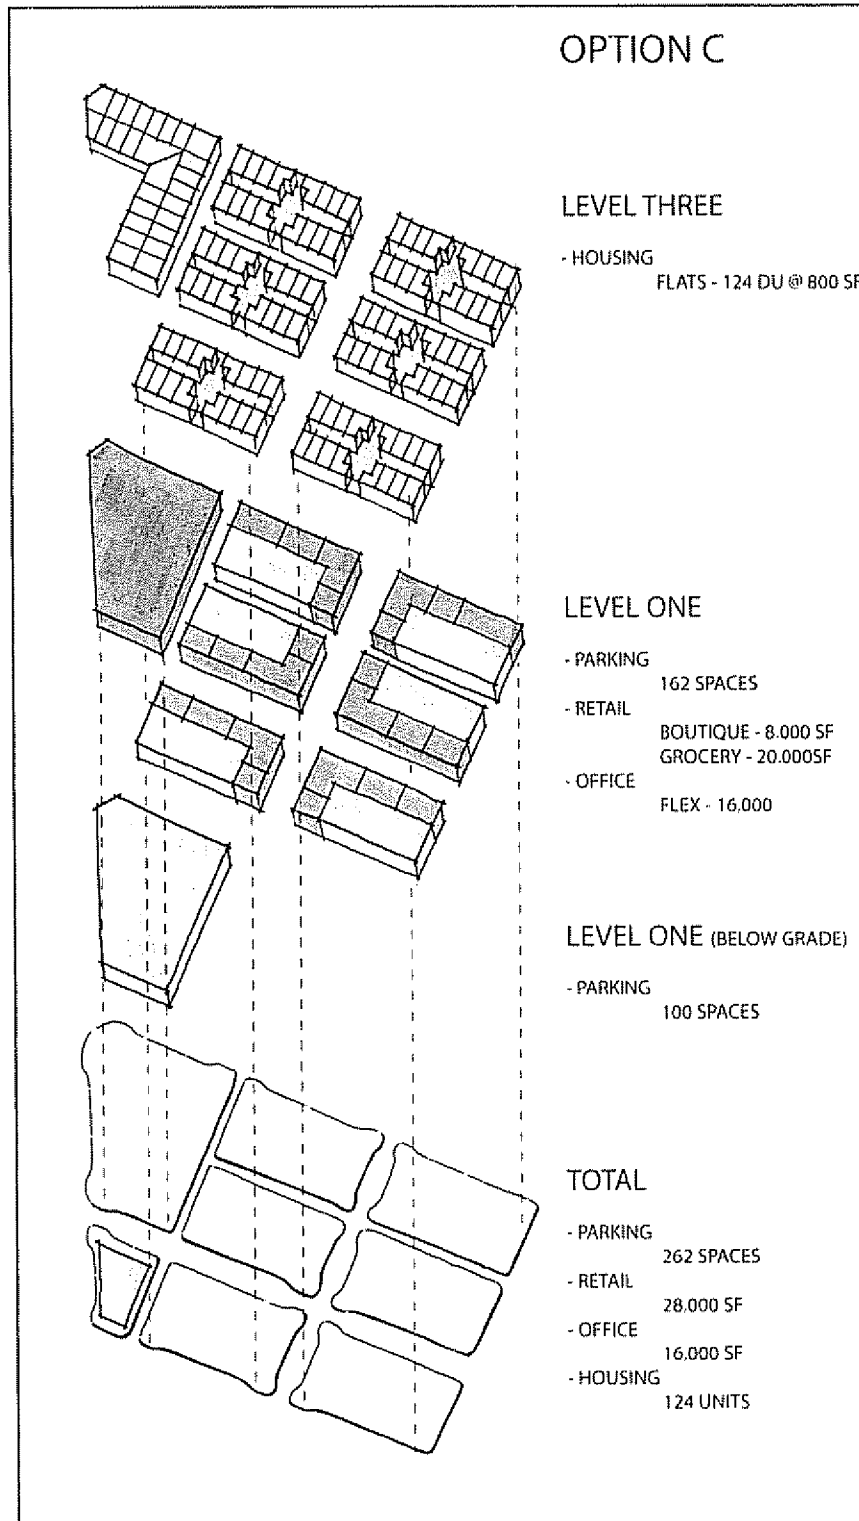 OPTION C
LEVEL THREE
- HOUSING
FLATS - 124 DU @ 800 SF
LEVEL ONE
- PARKING
162 SPACES
- RETAIL
BOUTIQUE - 8.000 SF
GROCERY - 20.000SF
- OFFICE
FLEX - 16,000
LEVEL ONE (BELOW GRADE)
- PARKING
100 SPACES
TOTAL
- PARKING
262 SPACES
- RETAIL
28.000 SF
- OFFICE
16,000 SF
- HOUSING
124 UNITS